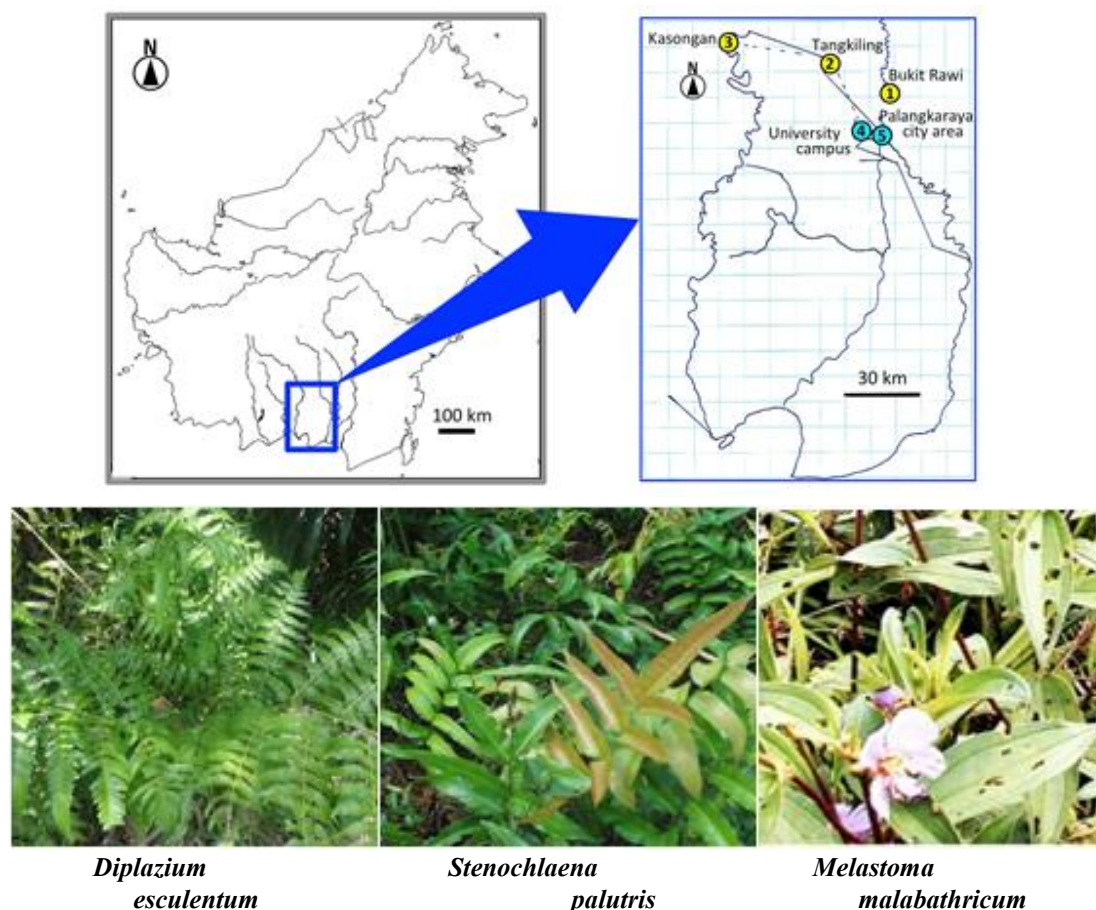 N
100 km
Kasongan
3
N
Tangkiling
2
Bukit Rawi
1
Palangkaraya
city area
4
5
University
campus
30 km
Diplazium
esculentum
Stenochlaena
palutris
Melastoma
malabathricum